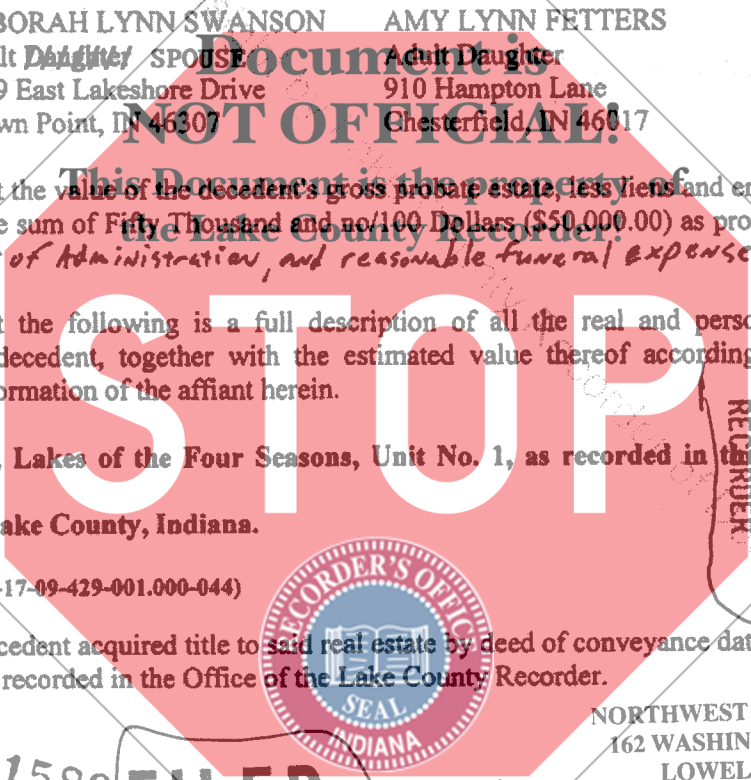 BORAH LYNN SWANSON AMY LYNN FETTERS
lt Daughter SPOUSE Adult Daughter
9 East Lakeshore Drive 910 Hampton Lane
wn Point, IN 46307 Chesterfield, IN 46017
Document is
NOT OFFICIAL!
This Document is the property of
the Lake County Recorder!
t the value of the decedent's gross probate estate, less liens and en
e sum of Fifty Thousand and no/100 Dollars ($50,000.00) as pro
of Administration, and reasonable funeral expense
t the following is a full description of all the real and perso
decedent, together with the estimated value thereof according
ormation of the affiant herein.
STOP
, Lakes of the Four Seasons, Unit No. 1, as recorded in th
ake County, Indiana.
RECORDER
-17-09-429-001.000-044)
RECORDER'S OFFICE
SEAL
INDIANA
cedent acquired title to said real estate by deed of conveyance dat
recorded in the Office of the Lake County Recorder.
NORTHWEST
162 WASHIN
LOWEL
FILED